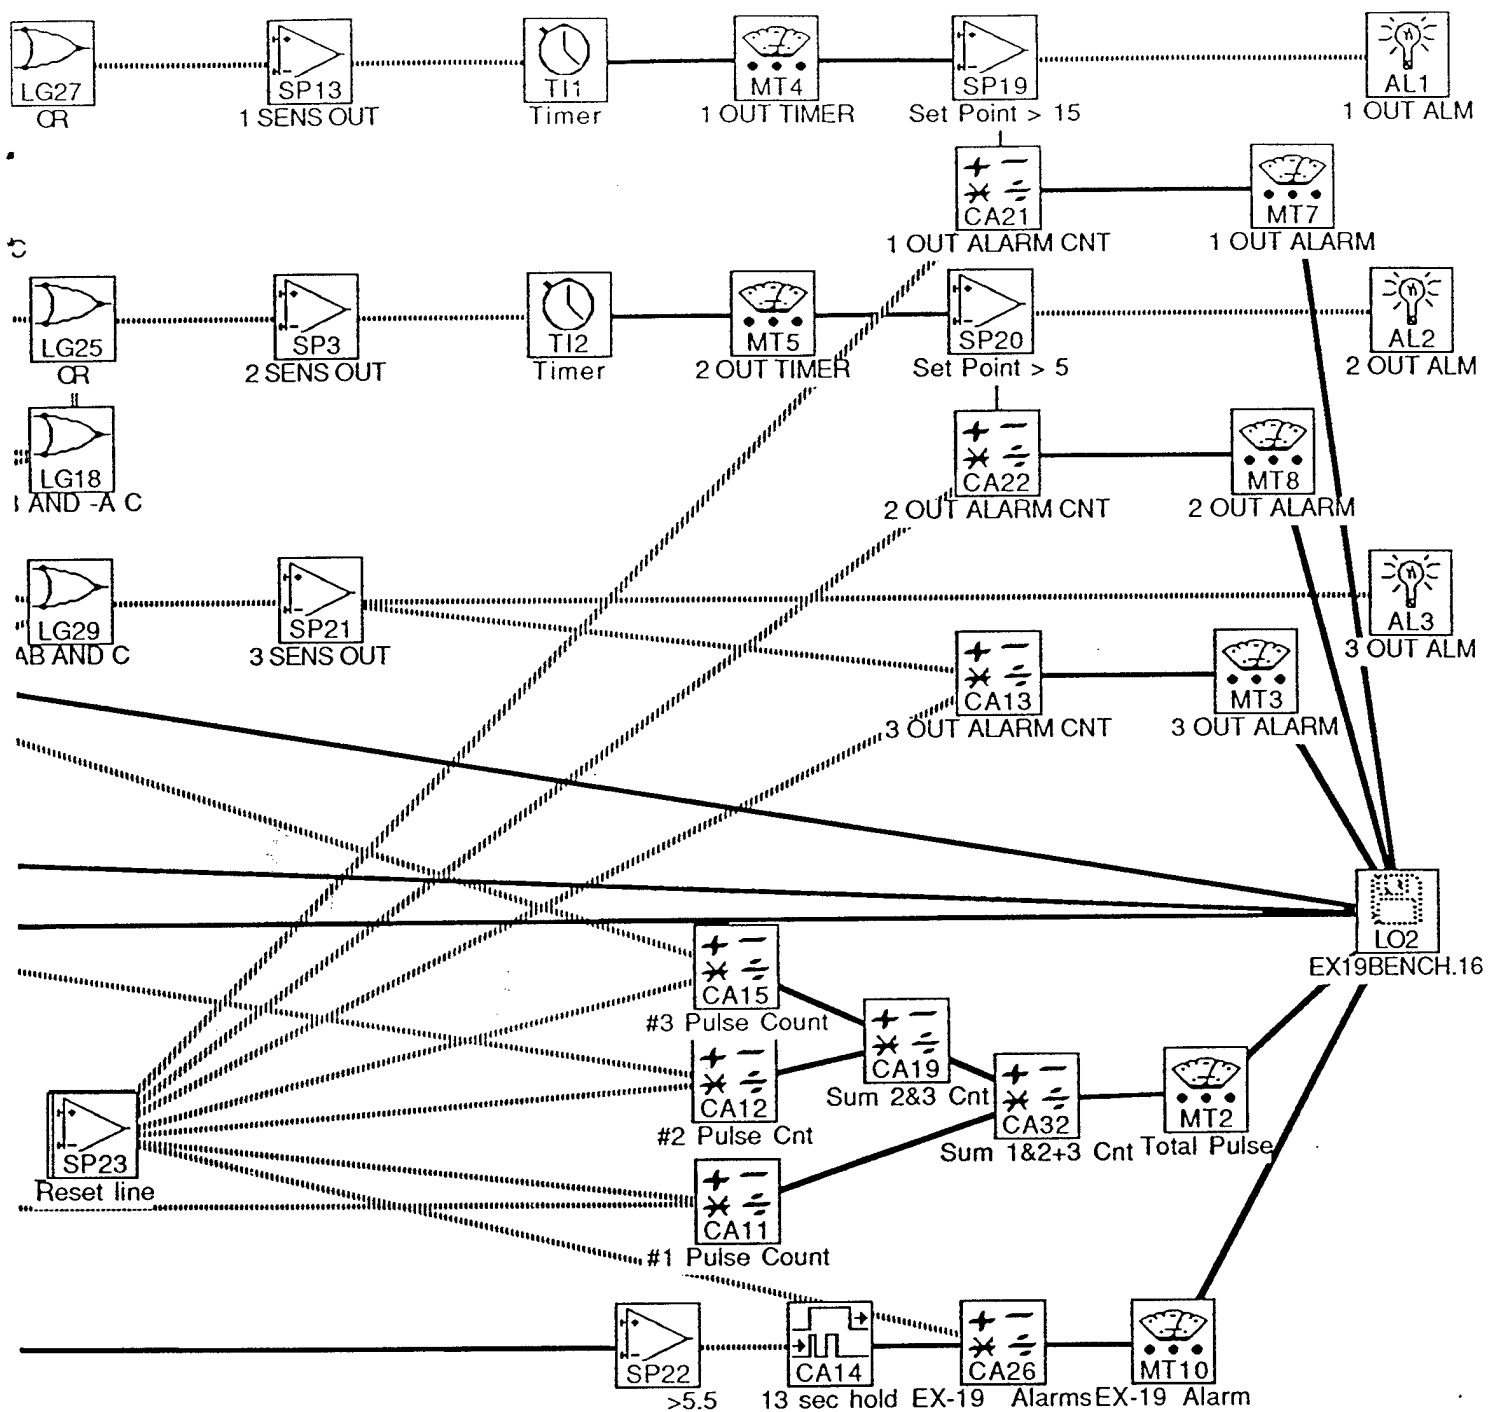 LG27
OR
SP13
1 SENS OUT
TI1
Timer
MT4
1 OUT TIMER
SP19
Set Point > 15
AL1
1 OUT ALM
CA21
1 OUT ALARM CNT
MT7
1 OUT ALARM
LG25
OR
SP3
2 SENS OUT
TI2
Timer
MT5
2 OUT TIMER
SP20
Set Point > 5
AL2
2 OUT ALM
LG18
AND -A C
CA22
2 OUT ALARM CNT
MT8
2 OUT ALARM
LG29
AB AND C
SP21
3 SENS OUT
AL3
3 OUT ALM
CA13
3 OUT ALARM CNT
MT3
3 OUT ALARM
LO2
EX19BENCH.16
CA15
#3 Pulse Count
CA19
Sum 2&3 Cnt
CA12
#2 Pulse Cnt
CA32
Sum 1&2+3 Cnt
MT2
Total Pulse
SP23
Reset line
CA11
#1 Pulse Count
SP22
>5.5
CA14
13 sec hold
CA26
EX-19 Alarms
MT10
EX-19 Alarm